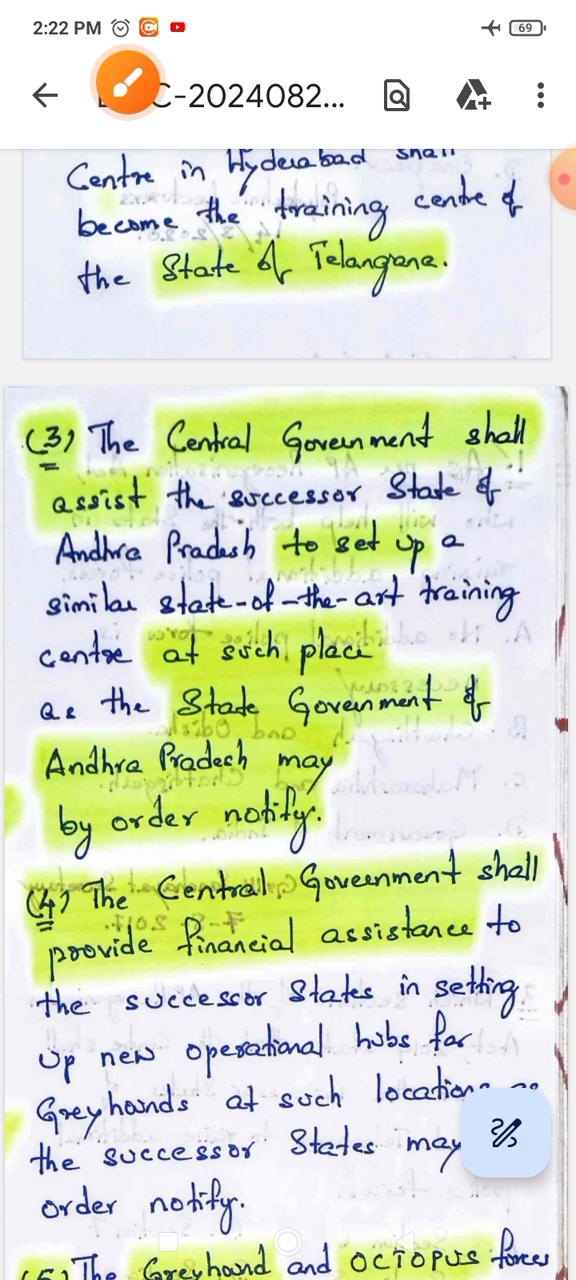 2:22 PM
69
C-2024082...
Centre in Hyderabad shall
become the training centre of
the State of Telangana.
(3) The Central Government shall
assist the successor State of
Andhra Pradesh to set up a
similar state-of-the-art training
centre at such place
as the State Government of
Andhra Pradesh may
by order notify.
(4) The Central Government shall
provide financial assistance to
the successor States in setting
up new operational hubs for
Greyhounds at such locations as
the successor States may
order notify.
(5) The Greyhound and OCTOPUS forces